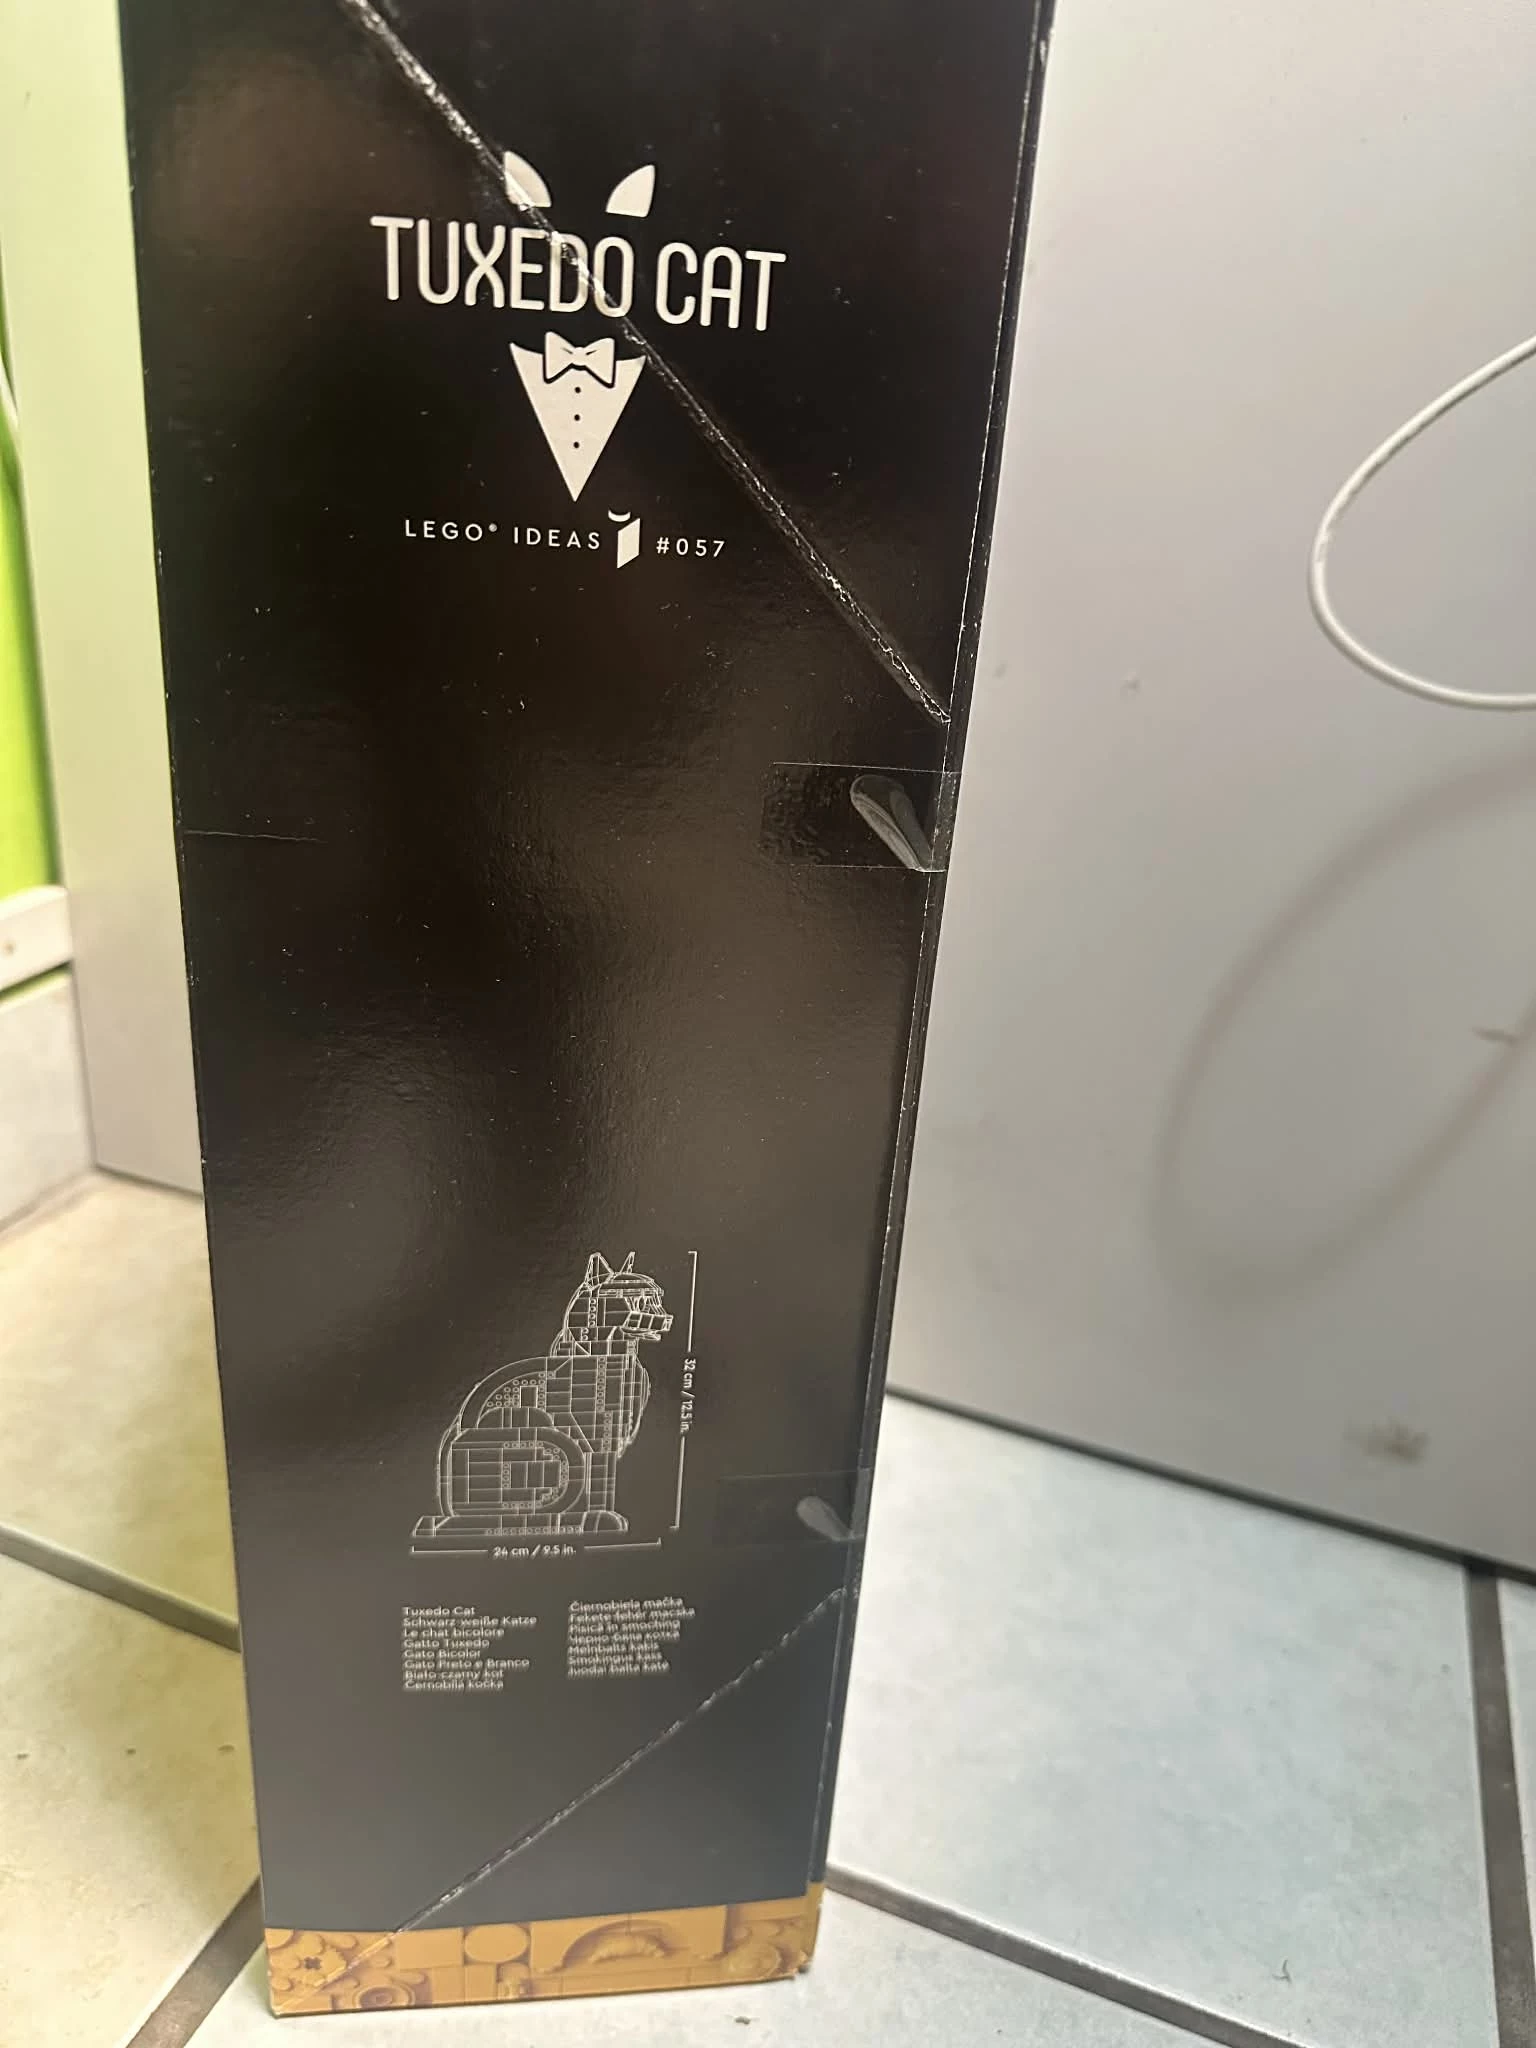 TUXEDO CAT
LEGO® IDEAS #057
32 cm / 12.5 in.
24 cm / 9.5 in.
Tuxedo Cat
Schwarz-weiße Katze
Le chat bicolore
Gatto Tuxedo
Gato Bicolor
Gato Preto e Branco
Biało-czarny kot
Černobílá kočka
Čiernobiela mačka
Fekete-fehér macska
Pisică în smoching
Черно-бяла котка
Melnbalts kaķis
Smokingus kass
Juodai balta katė